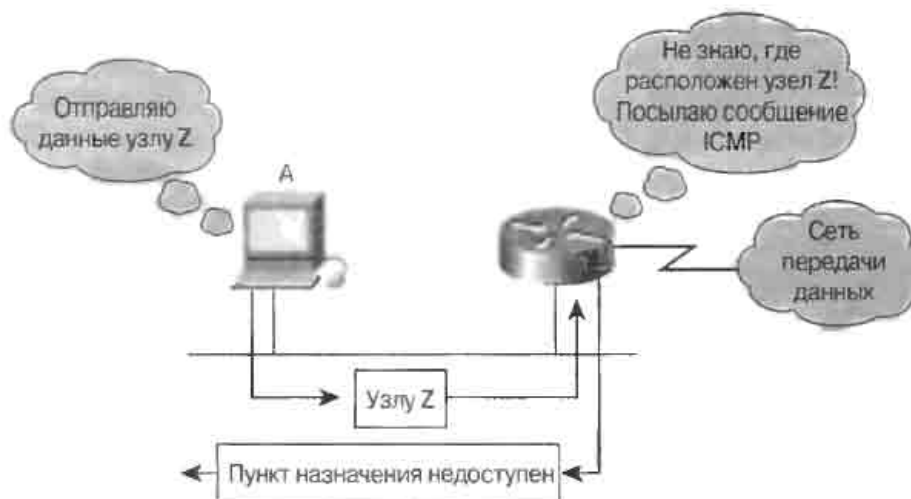 Не знаю, где
расположен узел Z!
Посылаю сообщение
ICMP
Отправляю
данные узлу Z
A
Сеть
передачи
данных
Узлу Z
Пункт назначения недоступен